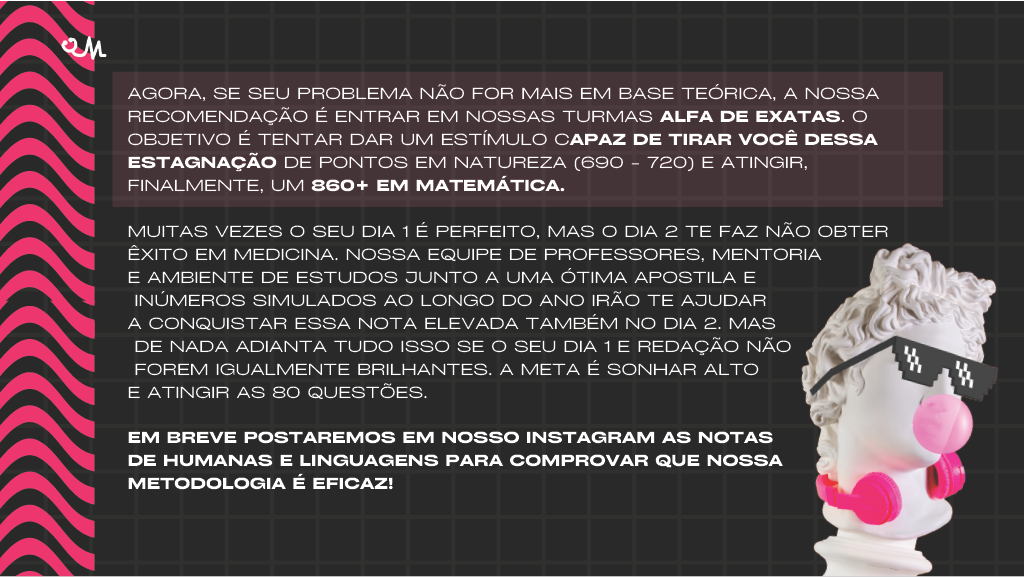 QM
AGORA, SE SEU PROBLEMA NÃO FOR MAIS EM BASE TEÓRICA, A NOSSA
RECOMENDAÇÃO É ENTRAR EM NOSSAS TURMAS ALFA DE EXATAS. O
OBJETIVO É TENTAR DAR UM ESTÍMULO CAPAZ DE TIRAR VOCÊ DESSA
ESTAGNAÇÃO DE PONTOS EM NATUREZA (690 - 720) E ATINGIR,
FINALMENTE, UM 860+ EM MATEMÁTICA.
MUITAS VEZES O SEU DIA 1 É PERFEITO, MAS O DIA 2 TE FAZ NÃO OBTER
ÊXITO EM MEDICINA. NOSSA EQUIPE DE PROFESSORES, MENTORIA
E AMBIENTE DE ESTUDOS JUNTO A UMA ÓTIMA APOSTILA E
INÚMEROS SIMULADOS AO LONGO DO ANO IRÃO TE AJUDAR
A CONQUISTAR ESSA NOTA ELEVADA TAMBÉM NO DIA 2. MAS
DE NADA ADIANTA TUDO ISSO SE O SEU DIA 1 E REDAÇÃO NÃO
FOREM IGUALMENTE BRILHANTES. A META É SONHAR ALTO
E ATINGIR AS 80 QUESTÕES.
EM BREVE POSTAREMOS EM NOSSO INSTAGRAM AS NOTAS
DE HUMANAS E LINGUAGENS PARA COMPROVAR QUE NOSSA
METODOLOGIA É EFICAZ!